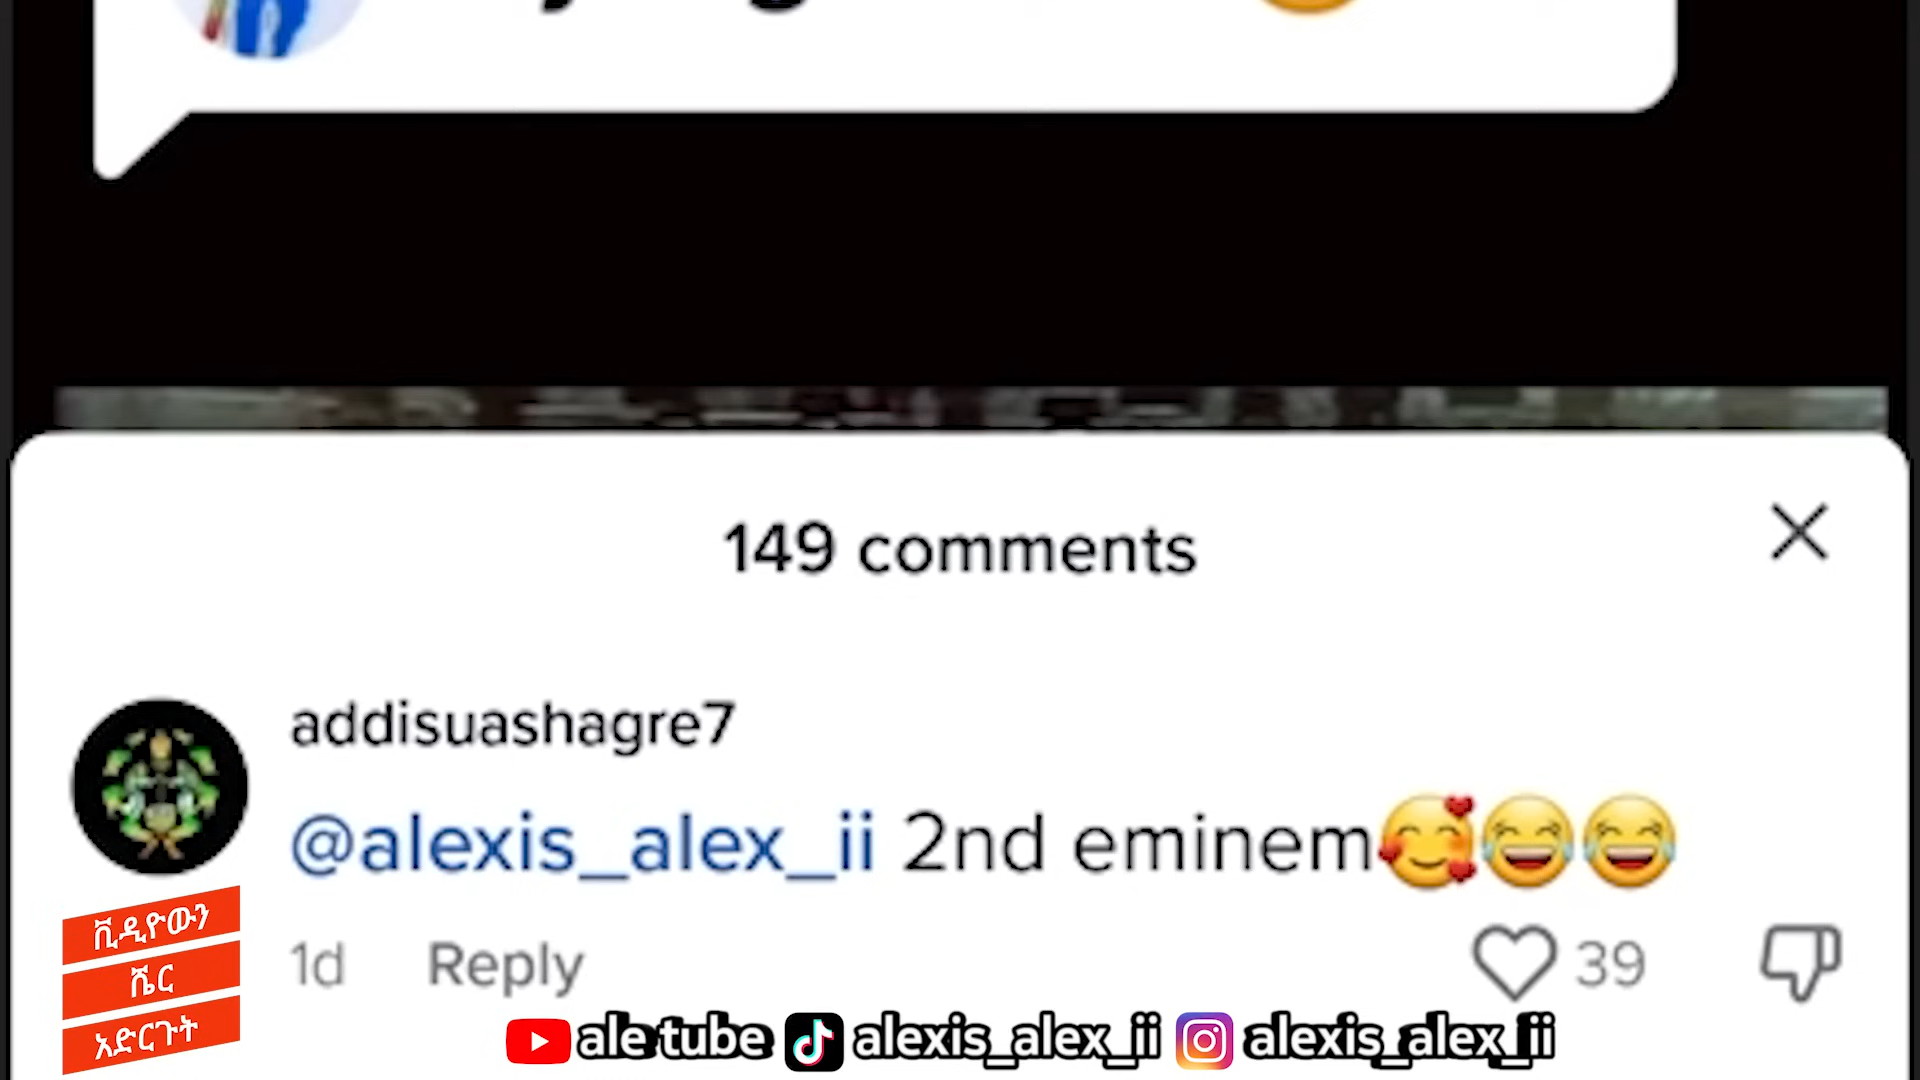 149 comments
addisuashagre7
@alexis_alex_ii 2nd eminem🥰😂😂
1d Reply 39
ቪዲዮውን
ሼር
አድርጉት
ale tube alexis_alex_ii alexis_alex_ii